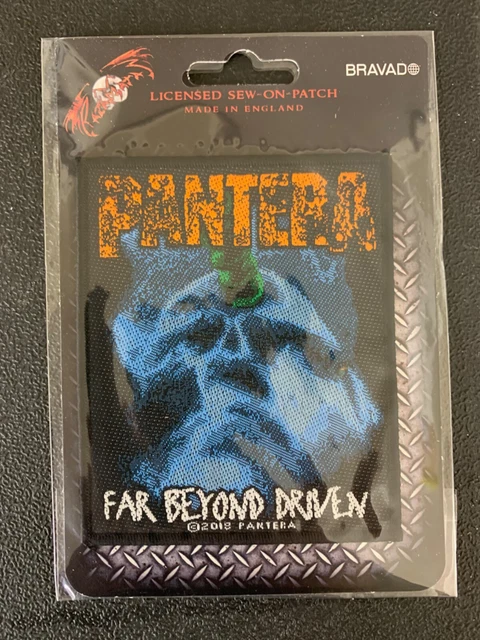 BRAVADO
LICENSED SEW-ON-PATCH
MADE IN ENGLAND
PANTERA
FAR BEYOND DRIVEN
©2018 PANTERA